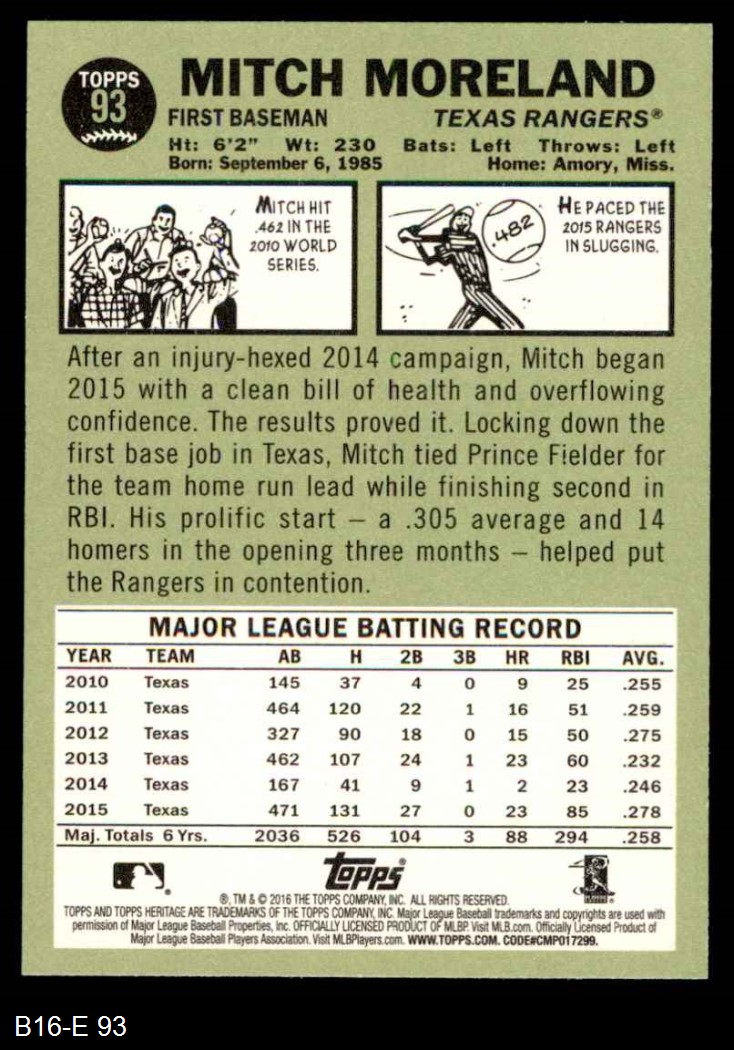 TOPPS
93
MITCH MORELAND
FIRST BASEMAN TEXAS RANGERS®
Ht: 6'2" Wt: 230 Bats: Left Throws: Left
Born: September 6, 1985 Home: Amory, Miss.
MITCH HIT
.462 IN THE
2010 WORLD
SERIES.
.482
HE PACED THE
2015 RANGERS
IN SLUGGING.
After an injury-hexed 2014 campaign, Mitch began
2015 with a clean bill of health and overflowing
confidence. The results proved it. Locking down the
first base job in Texas, Mitch tied Prince Fielder for
the team home run lead while finishing second in
RBI. His prolific start – a .305 average and 14
homers in the opening three months – helped put
the Rangers in contention.
MAJOR LEAGUE BATTING RECORD
YEAR TEAM AB H 2B 3B HR RBI AVG.
2010 Texas 145 37 4 0 9 25 .255
2011 Texas 464 120 22 1 16 51 .259
2012 Texas 327 90 18 0 15 50 .275
2013 Texas 462 107 24 1 23 60 .232
2014 Texas 167 41 9 1 2 23 .246
2015 Texas 471 131 27 0 23 85 .278
Maj. Totals 6 Yrs. 2036 526 104 3 88 294 .258
topps®
®, TM & © 2016 THE TOPPS COMPANY, INC. ALL RIGHTS RESERVED.
TOPPS AND TOPPS HERITAGE ARE TRADEMARKS OF THE TOPPS COMPANY, INC. Major League Baseball trademarks and copyrights are used with
permission of Major League Baseball Properties, Inc. OFFICIALLY LICENSED PRODUCT OF MLBP. Visit MLB.com. Officially Licensed Product of
Major League Baseball Players Association. Visit MLBPlayers.com. WWW.TOPPS.COM. CODE#CMP017299.
B16-E 93